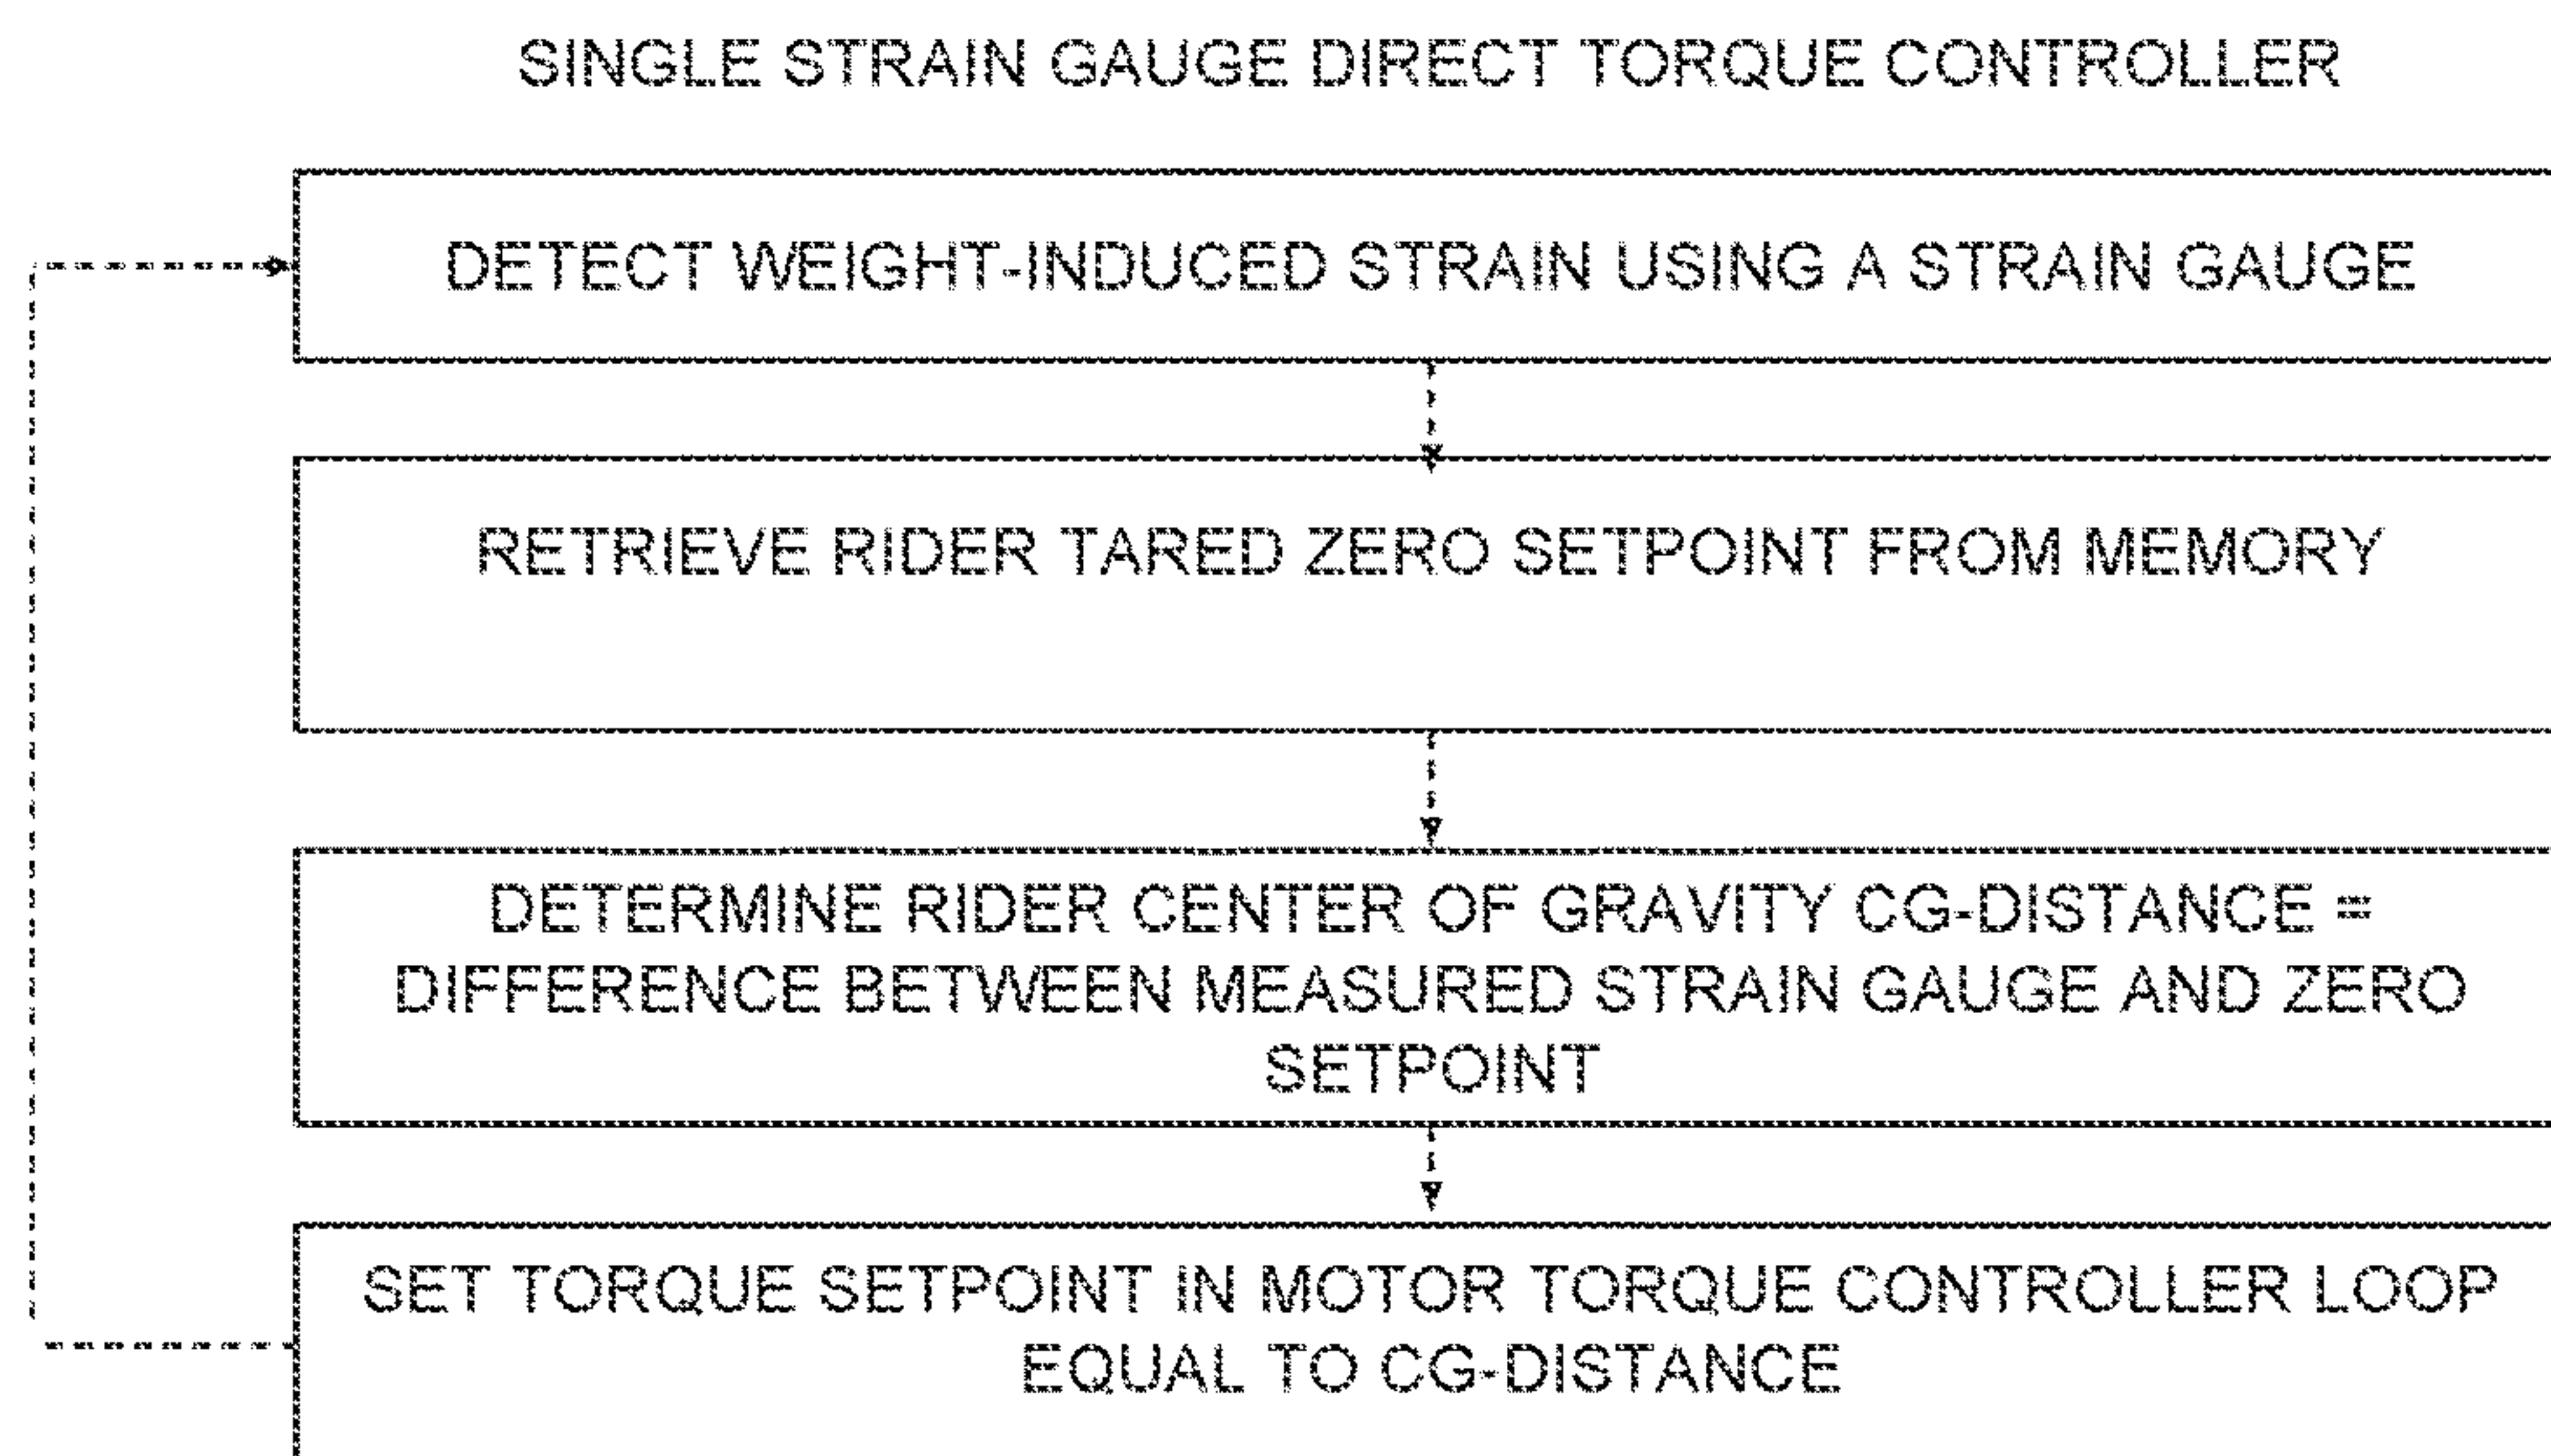 SINGLE STRAIN GAUGE DIRECT TORQUE CONTROLLER
DETECT WEIGHT-INDUCED STRAIN USING A STRAIN GAUGE
RETRIEVE RIDER TARED ZERO SETPOINT FROM MEMORY
DETERMINE RIDER CENTER OF GRAVITY CG-DISTANCE =
DIFFERENCE BETWEEN MEASURED STRAIN GAUGE AND ZERO
SETPOINT
SET TORQUE SETPOINT IN MOTOR TORQUE CONTROLLER LOOP
EQUAL TO CG-DISTANCE